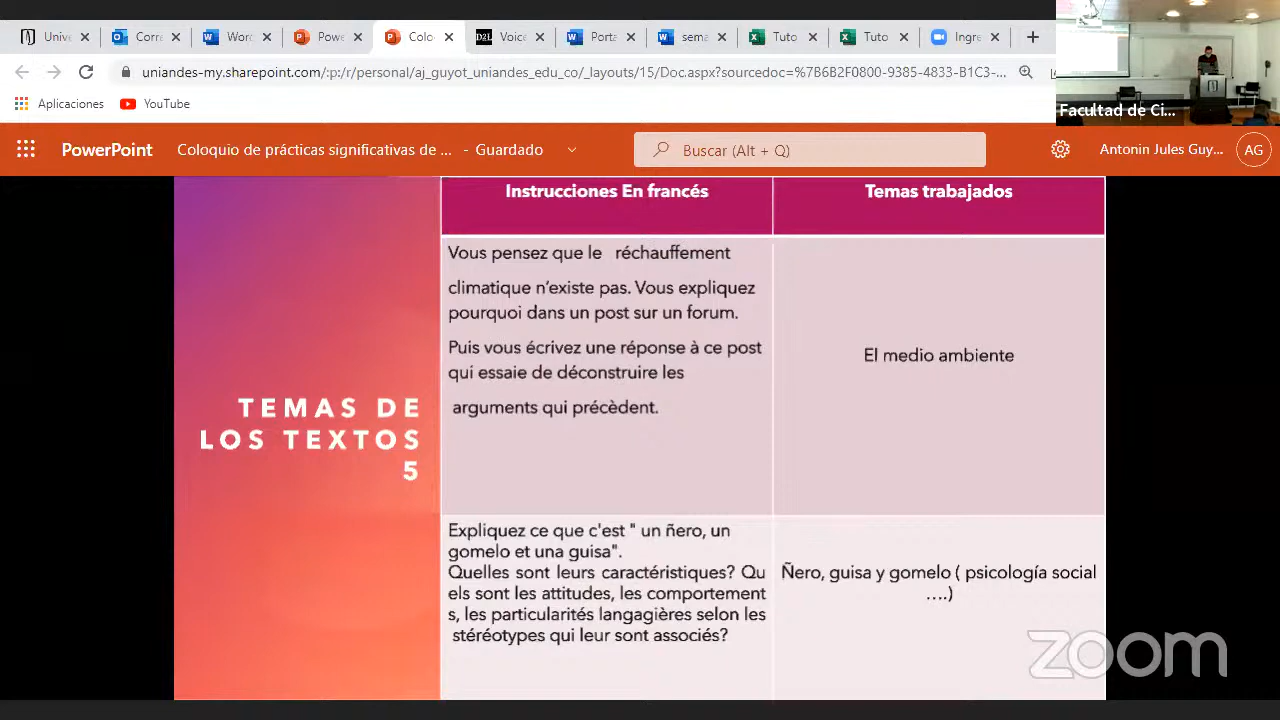 Unive
Corre
Word
Powe
Con
D2L
Voice
Porta
sema
Tuto
Tuto
Ingre
uniandes-my.sharepoint.com/:p:/r/personal/aj_guyot_uniandes_edu_co/_layouts/15/Doc.aspx?sourcedoc=%7B6B2F0800-9385-483B-B1C3-...
Aplicaciones
YouTube
Facultad de Ci...
PowerPoint
Coloquio de prácticas significativas de ... - Guardado
Buscar (Alt + Q)
Antonin Jules Guy...
AG
TEMAS DE
LOS TEXTOS
5
Instrucciones En francés
Temas trabajados
Vous pensez que le réchauffement
climatique n'existe pas. Vous expliquez
pourquoi dans un post sur un forum.
Puis vous écrivez une réponse à ce post
qui essaie de déconstruire les
arguments qui précèdent.
El medio ambiente
Expliquez ce que c'est " un ñero, un
gomelo et una guisa".
Quelles sont leurs caractéristiques? Qu
els sont les attitudes, les comportement
s, les particularités langagières selon les
stéréotypes qui leur sont associés?
Ñero, guisa y gomelo ( psicología social
....)
zoom